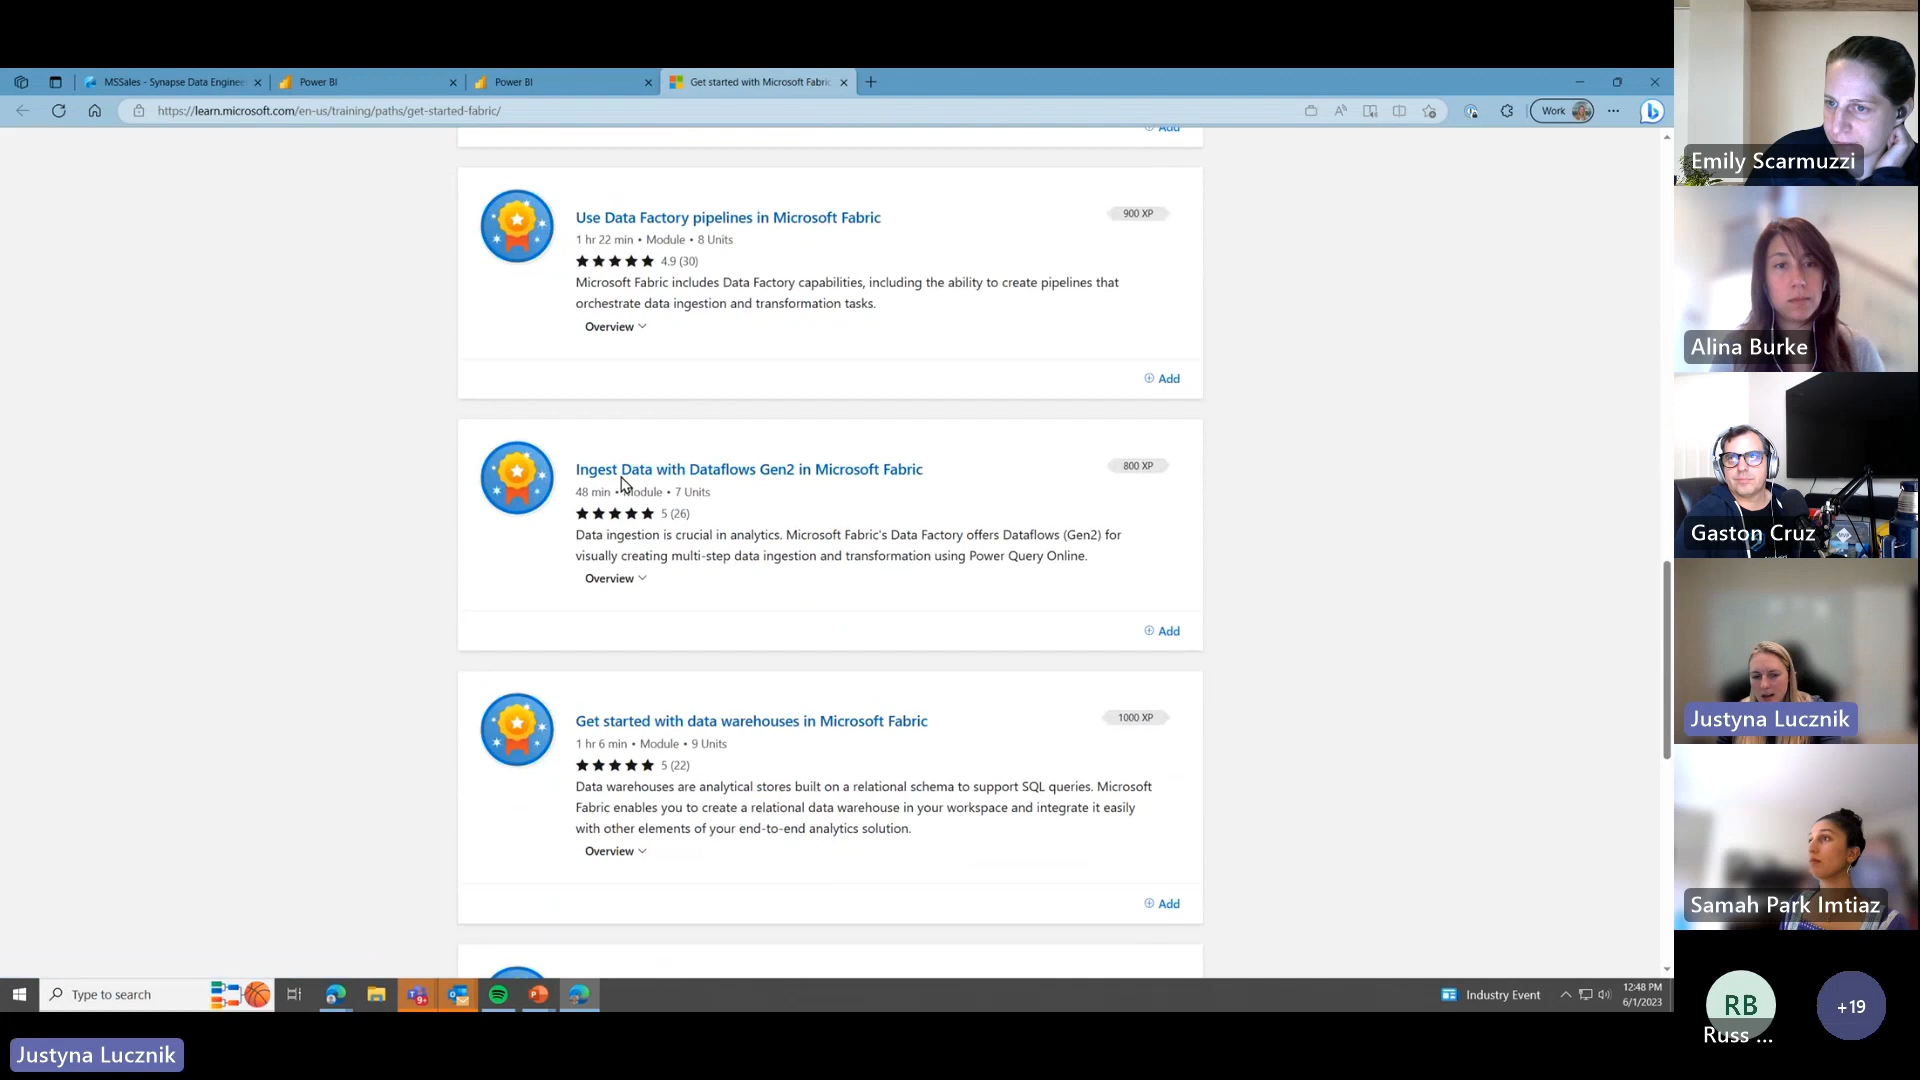 MSSales - Synapse Data Enginee
Power BI
Power BI
Get started with Microsoft Fabric
https://learn.microsoft.com/en-us/training/paths/get-started-fabric/
Work
Add
Use Data Factory pipelines in Microsoft Fabric
900 XP
1 hr 22 min • Module • 8 Units
4.9 (30)
Microsoft Fabric includes Data Factory capabilities, including the ability to create pipelines that
orchestrate data ingestion and transformation tasks.
Overview
Add
Ingest Data with Dataflows Gen2 in Microsoft Fabric
800 XP
48 min • Module • 7 Units
5 (26)
Data ingestion is crucial in analytics. Microsoft Fabric's Data Factory offers Dataflows (Gen2) for
visually creating multi-step data ingestion and transformation using Power Query Online.
Overview
Add
Get started with data warehouses in Microsoft Fabric
1000 XP
1 hr 6 min • Module • 9 Units
5 (22)
Data warehouses are analytical stores built on a relational schema to support SQL queries. Microsoft
Fabric enables you to create a relational data warehouse in your workspace and integrate it easily
with other elements of your end-to-end analytics solution.
Overview
Add
Type to search
9+
Industry Event
12:48 PM
6/1/2023
Justyna Lucznik
Emily Scarmuzzi
Alina Burke
Gaston Cruz
Justyna Lucznik
Samah Park Imtiaz
RB
Russ ...
+19